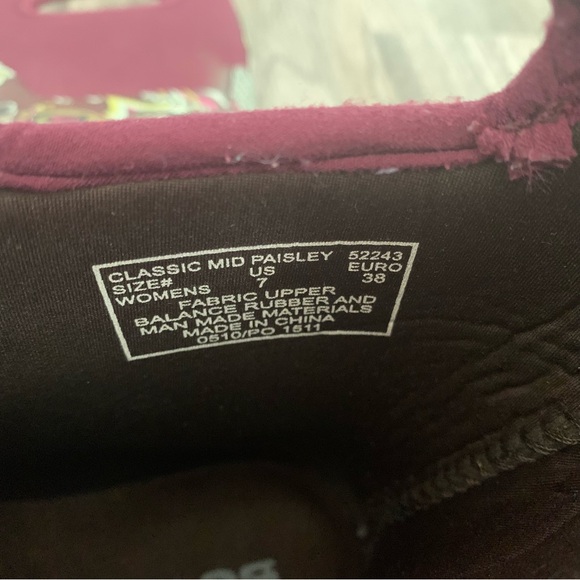 CLASSIC MID PAISLEY 52243
SIZE# US EURO
WOMENS 7 38
FABRIC UPPER
BALANCE RUBBER AND
MAN MADE MATERIALS
MADE IN CHINA
0510/PO 1511